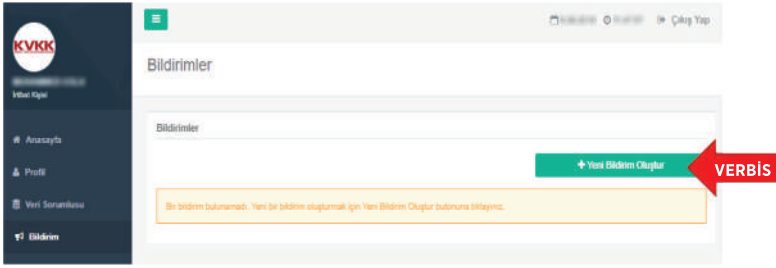 KVKK
Çıkış Yap
Bildirimler
İrtibat Kişisi
Bildirimler
Anasayfa
+ Yeni Bildirim Oluştur
VERBİS
Profil
Veri Sorumlusu
Bir bildirim bulunamadı. Yeni bir bildirim oluşturmak için Yeni Bildirim Oluştur butonuna tıklayınız.
Bildirim